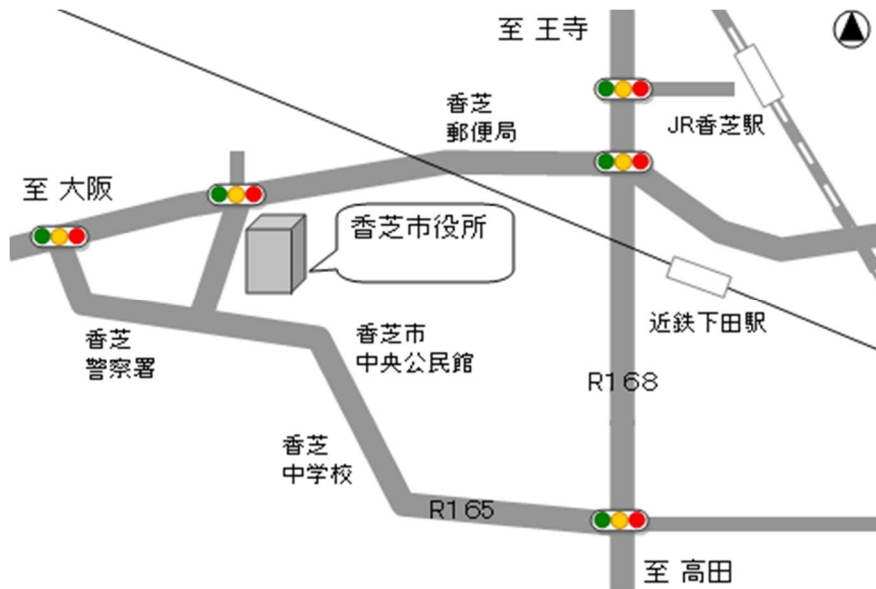 至 王寺
香芝
郵便局
JR香芝駅
至 大阪
香芝市役所
近鉄下田駅
香芝
警察署
香芝市
中央公民館
R168
香芝
中学校
R165
至 高田